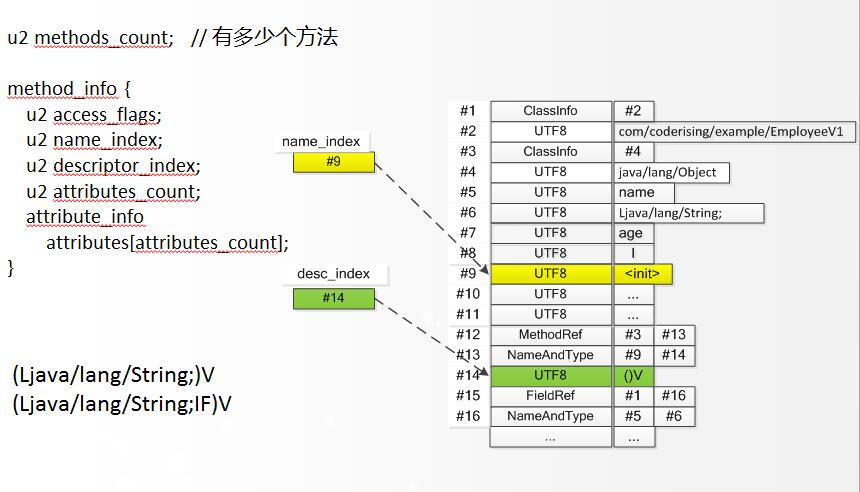 u2 methods_count;   // 有多少个方法
method_info {
u2 access_flags;
u2 name_index;
u2 descriptor_index;
u2 attributes_count;
attribute_info
attributes[attributes_count];
}
(Ljava/lang/String;)V
(Ljava/lang/String;IF)V
name_index
#9
desc_index
#14
#1 ClassInfo #2
#2 UTF8 com/coderising/example/EmployeeV1
#3 ClassInfo #4
#4 UTF8 java/lang/Object
#5 UTF8 name
#6 UTF8 Ljava/lang/String;
#7 UTF8 age
#8 UTF8 I
#9 UTF8 <init>
#10 UTF8 ...
#11 UTF8 ...
#12 MethodRef #3 #13
#13 NameAndType #9 #14
#14 UTF8 ()V
#15 FieldRef #1 #16
#16 NameAndType #5 #6
... ...